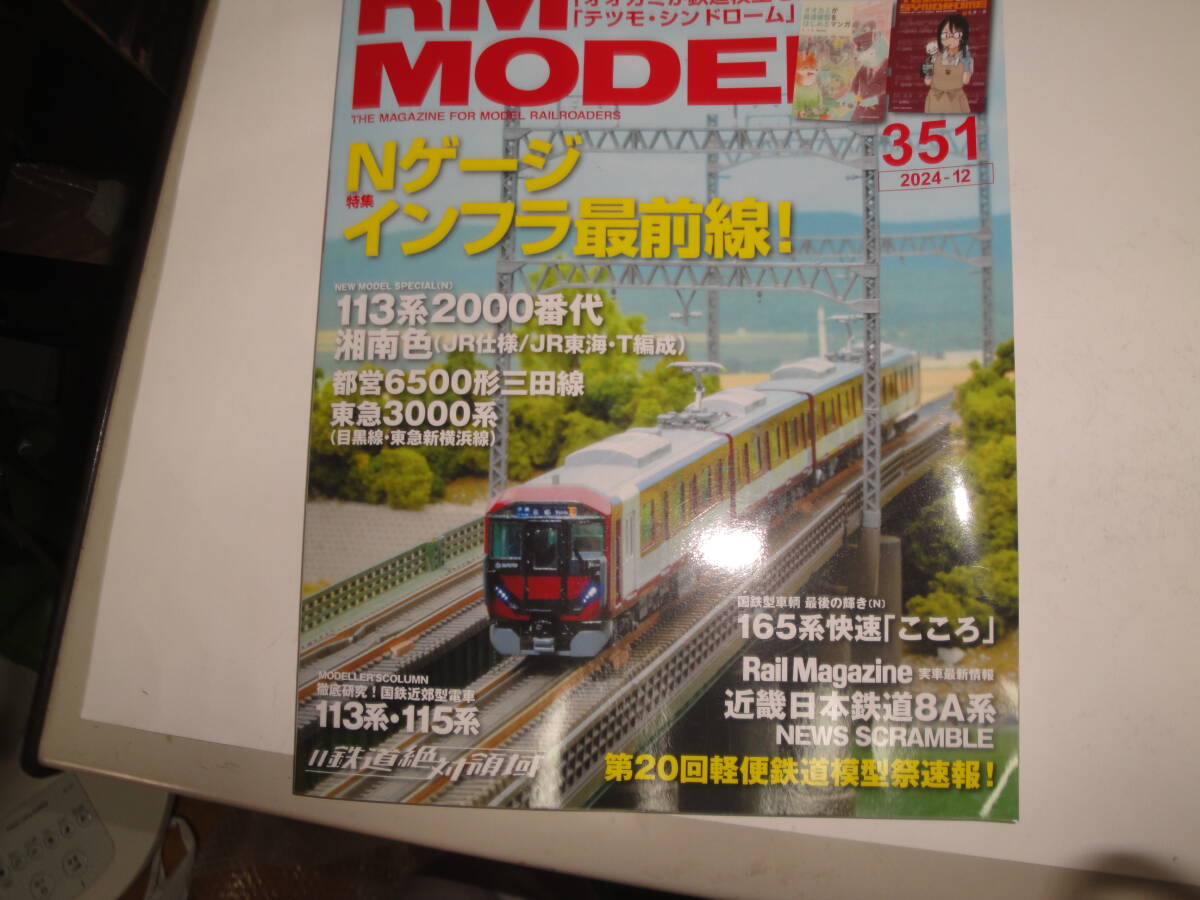 RM
MODEL
THE MAGAZINE FOR MODEL RAILROADERS
「テツモ・シンドローム」
351
2024-12
Nゲージ
特集
インフラ最前線!
NEW MODEL SPECIAL(N)
113系2000番代
湘南色(JR仕様/JR東海・T編成)
都営6500形三田線
東急3000系
(目黒線・東急新横浜線)
国鉄型車輌 最後の輝き(N)
165系快速「こころ」
Rail Magazine 実車最新情報
近畿日本鉄道8A系
NEWS SCRAMBLE
MODELLER'SCOLUMN
徹底研究!国鉄近郊型電車
113系・115系
鉄道絶対領域
第20回軽便鉄道模型祭速報!